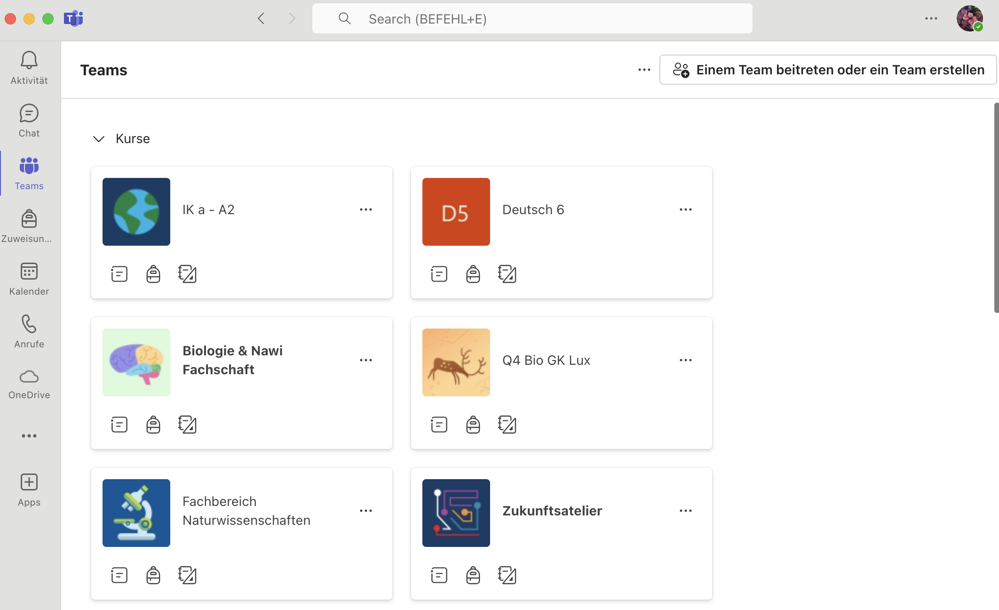 T
Search (BEFEHL+E)
Aktivität
Chat
Teams
Zuweisun...
Kalender
Anrufe
OneDrive
Apps
Teams
Einem Team beitreten oder ein Team erstellen
Kurse
IK a - A2
D5
Deutsch 6
Biologie & Nawi
Fachschaft
Q4 Bio GK Lux
Fachbereich
Naturwissenschaften
Zukunftsatelier